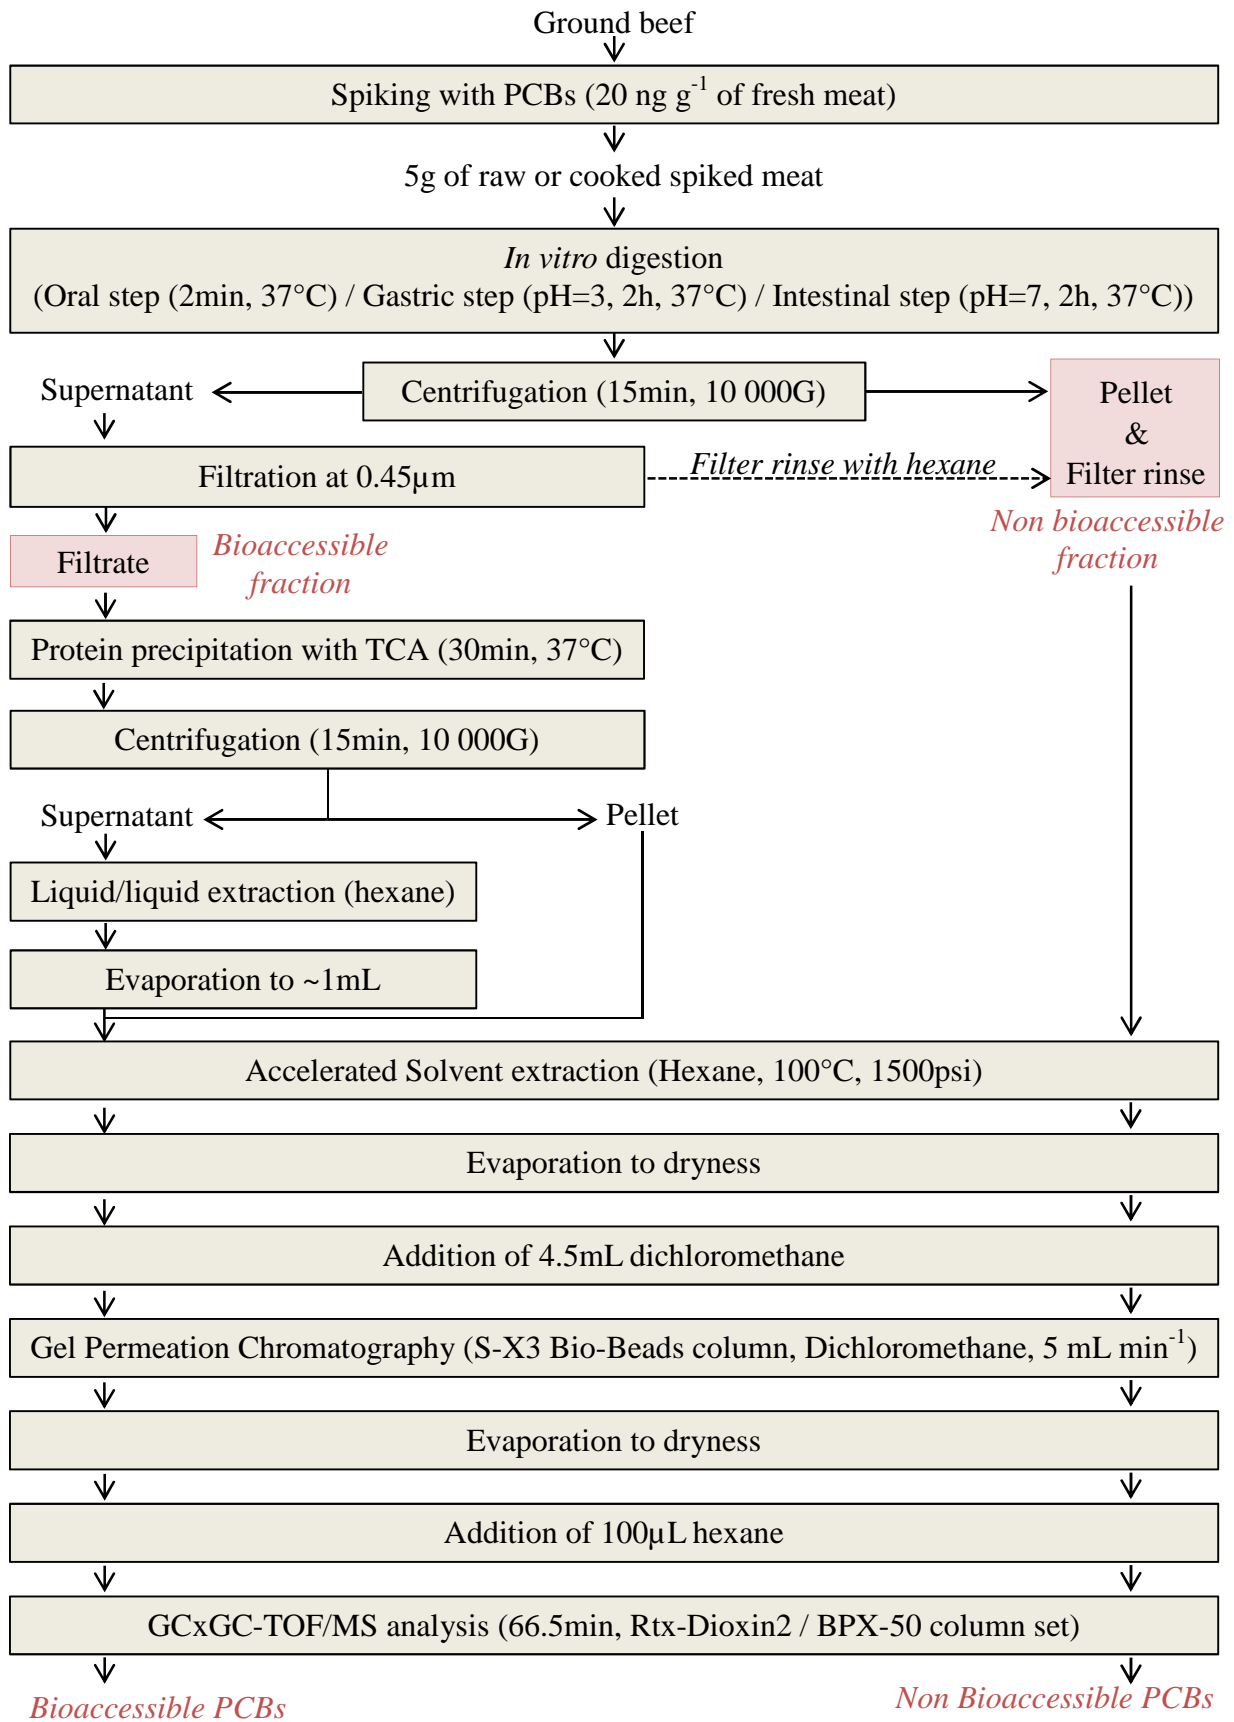 Ground beef
Spiking with PCBs (20 ng g⁻¹ of fresh meat)
5g of raw or cooked spiked meat
In vitro digestion
(Oral step (2min, 37°C) / Gastric step (pH=3, 2h, 37°C) / Intestinal step (pH=7, 2h, 37°C))
Supernatant
Centrifugation (15min, 10 000G)
Pellet
&
Filter rinse
Filtration at 0.45µm
Filter rinse with hexane
Non bioaccessible
fraction
Filtrate
Bioaccessible
fraction
Protein precipitation with TCA (30min, 37°C)
Centrifugation (15min, 10 000G)
Supernatant
Pellet
Liquid/liquid extraction (hexane)
Evaporation to ~1mL
Accelerated Solvent extraction (Hexane, 100°C, 1500psi)
Evaporation to dryness
Addition of 4.5mL dichloromethane
Gel Permeation Chromatography (S-X3 Bio-Beads column, Dichloromethane, 5 mL min⁻¹)
Evaporation to dryness
Addition of 100µL hexane
GCxGC-TOF/MS analysis (66.5min, Rtx-Dioxin2 / BPX-50 column set)
Bioaccessible PCBs
Non Bioaccessible PCBs